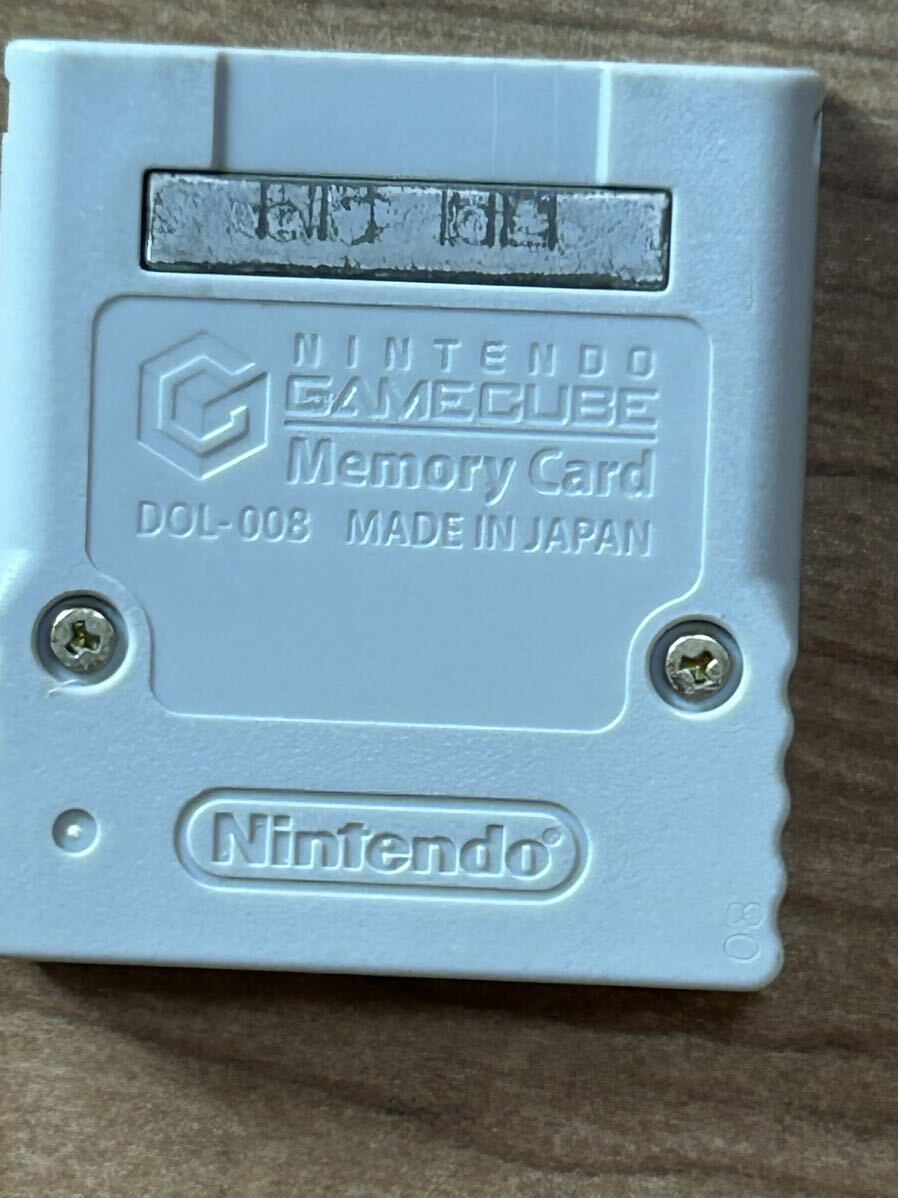 NINTENDO
GAMECUBE
Memory Card
DOL-008 MADE IN JAPAN
Nintendo®
08